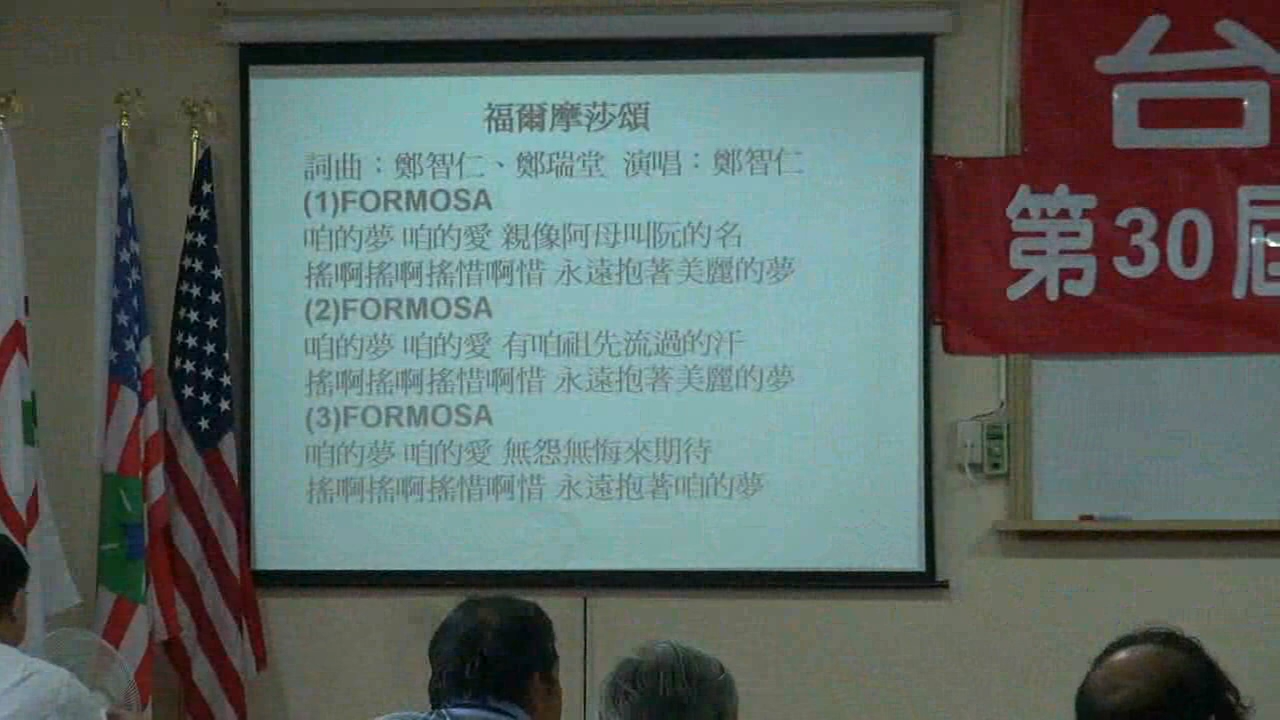 福爾摩莎頌
詞曲：鄭智仁、鄭瑞堂 演唱：鄭智仁
(1)FORMOSA
咱的夢 咱的愛 親像阿母叫阮的名
搖啊搖啊搖惜啊惜 永遠抱著美麗的夢
(2)FORMOSA
咱的夢 咱的愛 有咱祖先流過的汗
搖啊搖啊搖惜啊惜 永遠抱著美麗的夢
(3)FORMOSA
咱的夢 咱的愛 無怨無悔來期待
搖啊搖啊搖惜啊惜 永遠抱著咱的夢
台
第30屆